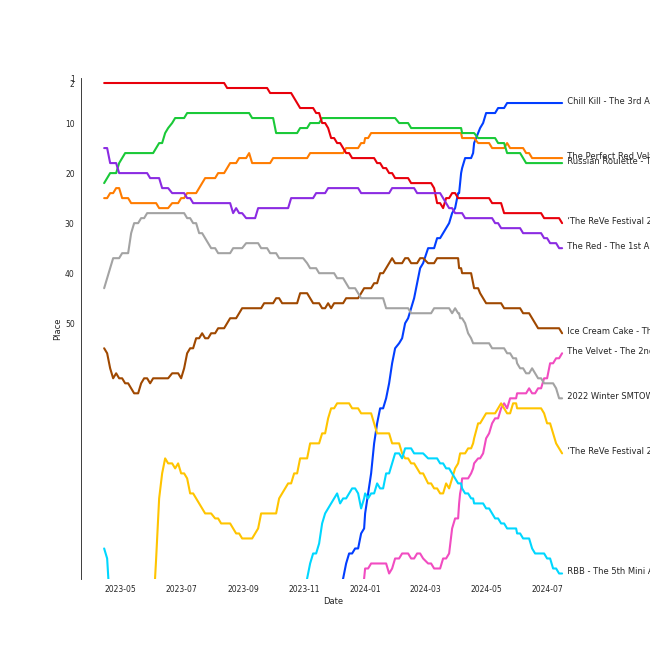 1
2
10
20
30
40
50
Place
Chill Kill - The 3rd A
The Perfect Red Vel
Russian Roulette - T
'The ReVe Festival 2
The Red - The 1st A
Ice Cream Cake - Th
The Velvet - The 2n
2022 Winter SMTOW
'The ReVe Festival 2
RBB - The 5th Mini A
2023-05 2023-07 2023-09 2023-11 2024-01 2024-03 2024-05 2024-07
Date